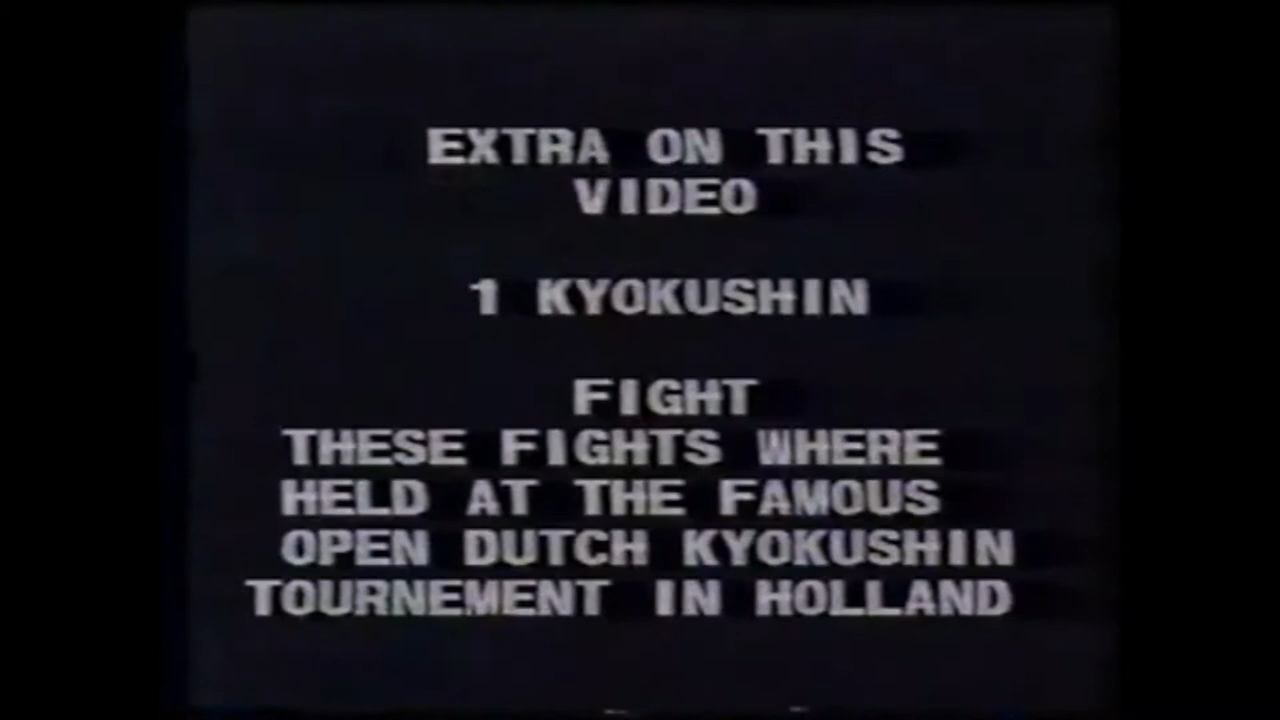 EXTRA ON THIS
VIDEO
1 KYOKUSHIN
FIGHT
THESE FIGHTS WHERE
HELD AT THE FAMOUS
OPEN DUTCH KYOKUSHIN
TOURNEMENT IN HOLLAND